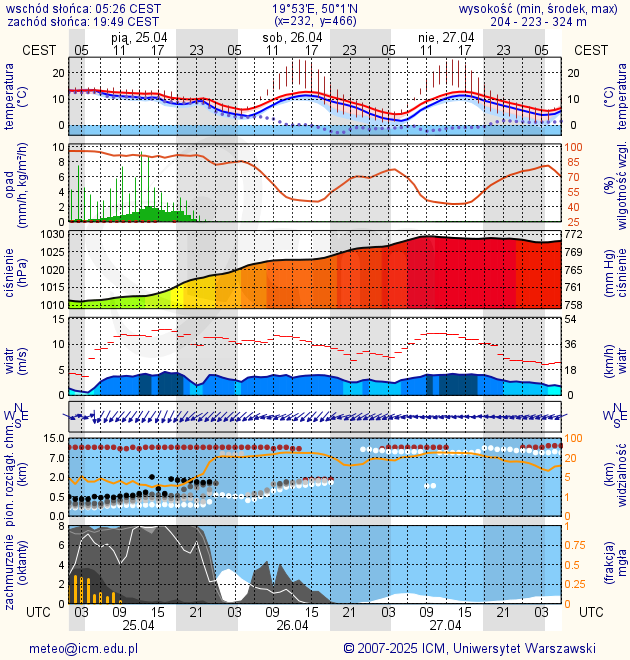 wschód słońca: 05:26 CEST
zachód słońca: 19:49 CEST
19°53'E, 50°1'N
(x=232, y=466)
wysokość (min, środek, max)
204 - 223 - 324 m
pią, 25.04 sob, 26.04 nie, 27.04
CEST 05 11 17 23 05 11 17 23 05 11 17 23 05 CEST
temperatura
(°C)
20
10
0
20
10
0
temperatura
(°C)
opad
(mm/h, kg/m²/h)
10
8
6
4
2
0
100
85
70
55
40
25
(%)
wilgotność wzgl.
ciśnienie
(hPa)
1030
1025
1020
1015
1010
772
769
765
761
758
(mm Hg)
ciśnienie
wiatr
(m/s)
15
10
5
0
54
36
18
0
(km/h)
wiatr
N
W E
S
N
W E
S
pion. rozciągł. chm.
(km)
15.0
7.0
2.0
0.5
0.0
100
20
5
1
0
(km)
widzialność
zachmurzenie
(oktanty)
8
6
4
2
0
1
0.75
0.5
0.25
0
(frakcja)
mgła
UTC 03 09 15 21 03 09 15 21 03 09 15 21 03 UTC
25.04 26.04 27.04
meteo@icm.edu.pl
© 2007-2025 ICM, Uniwersytet Warszawski